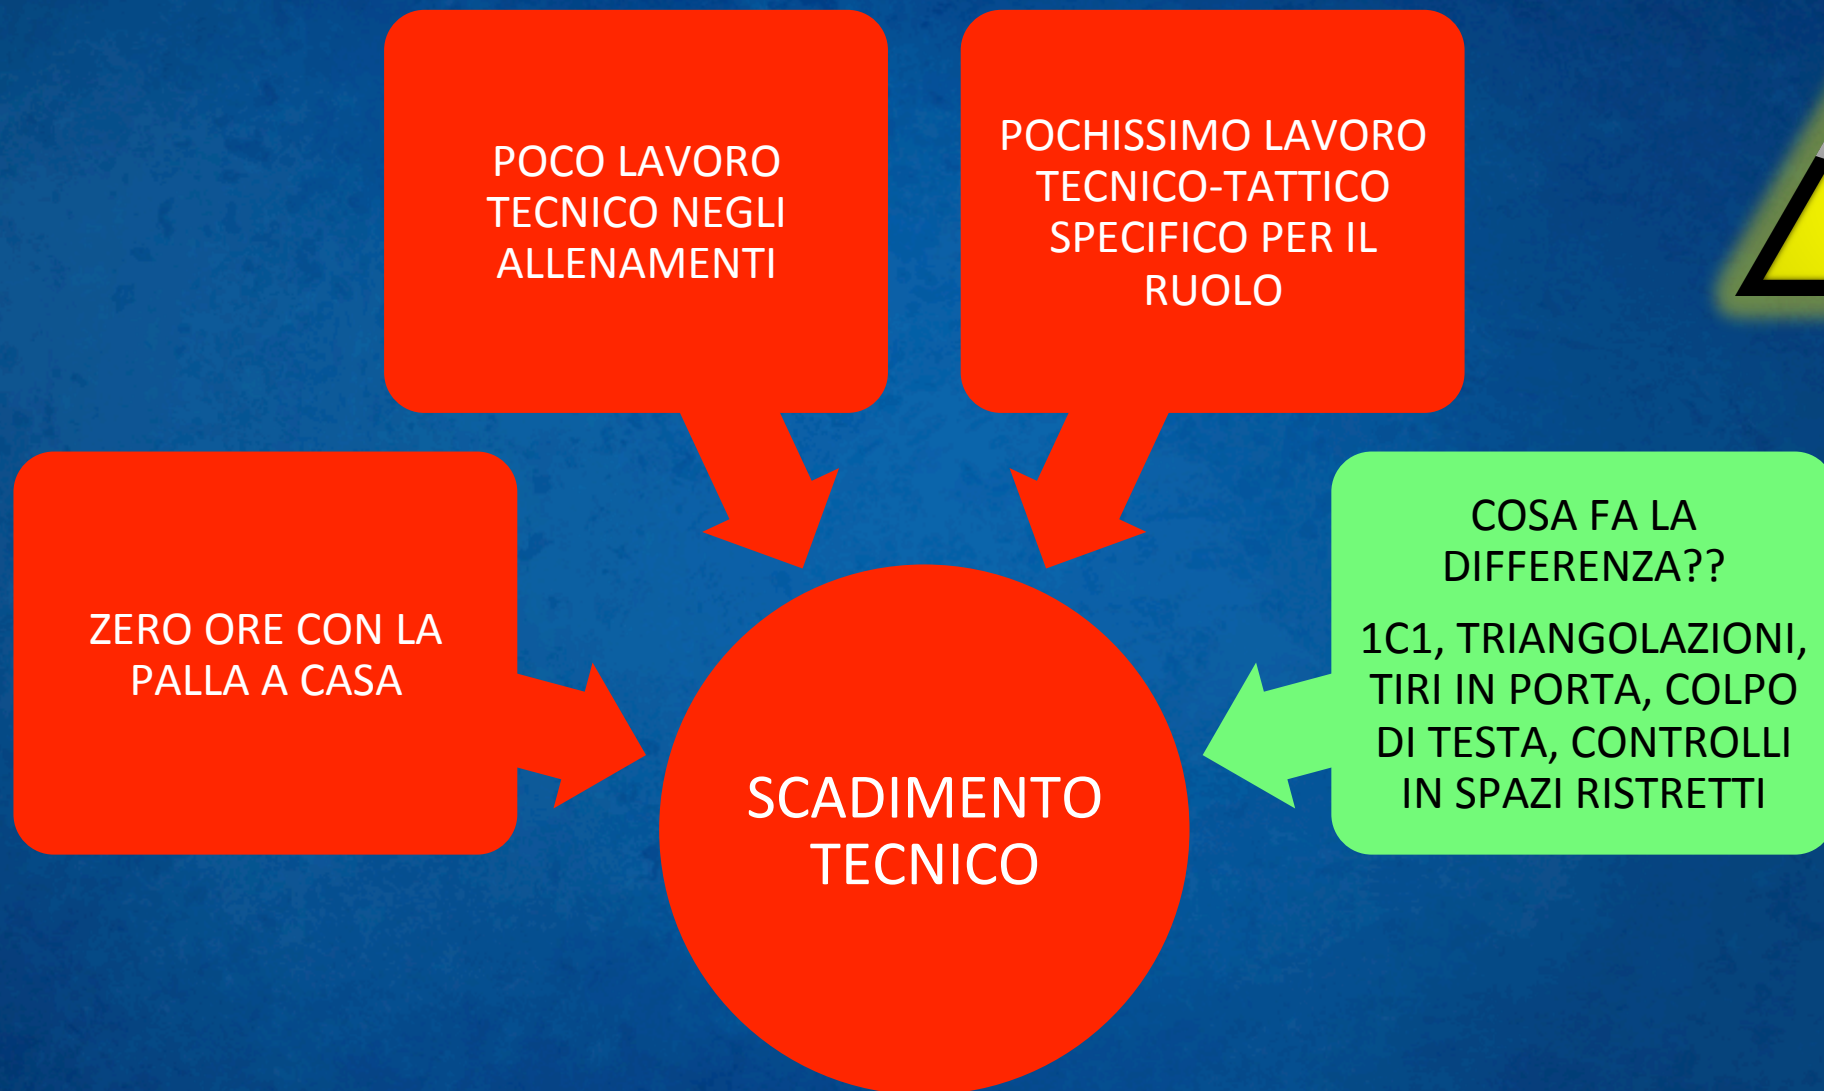 POCO LAVORO
TECNICO NEGLI
ALLENAMENTI
POCHISSIMO LAVORO
TECNICO-TATTICO
SPECIFICO PER IL
RUOLO
ZERO ORE CON LA
PALLA A CASA
COSA FA LA
DIFFERENZA??
1C1, TRIANGOLAZIONI,
TIRI IN PORTA, COLPO
DI TESTA, CONTROLLI
IN SPAZI RISTRETTI
SCADIMENTO
TECNICO